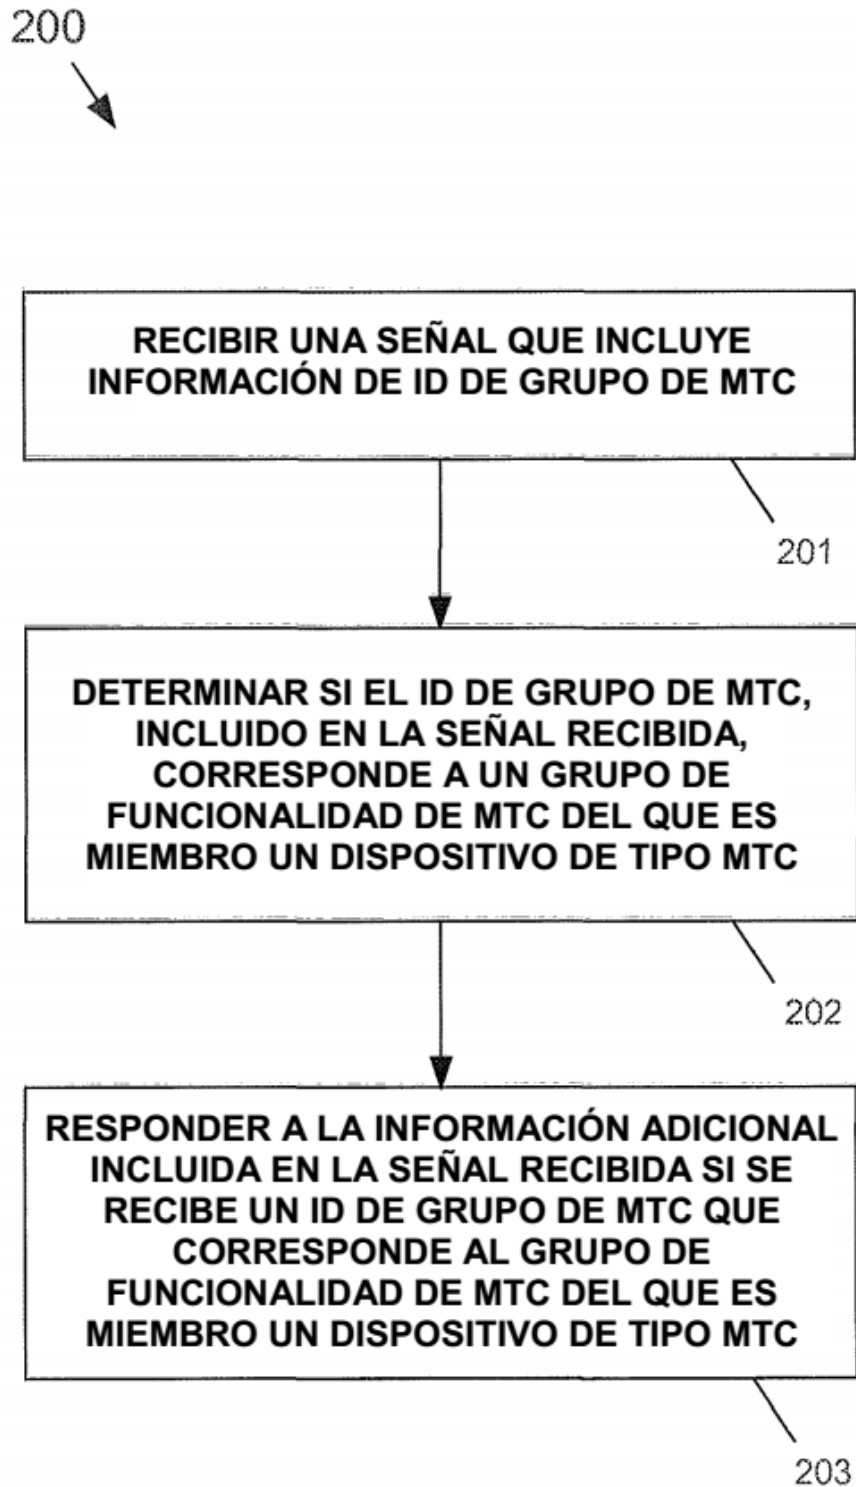 200
RECIBIR UNA SEÑAL QUE INCLUYE
INFORMACIÓN DE ID DE GRUPO DE MTC
201
DETERMINAR SI EL ID DE GRUPO DE MTC,
INCLUIDO EN LA SEÑAL RECIBIDA,
CORRESPONDE A UN GRUPO DE
FUNCIONALIDAD DE MTC DEL QUE ES
MIEMBRO UN DISPOSITIVO DE TIPO MTC
202
RESPONDER A LA INFORMACIÓN ADICIONAL
INCLUIDA EN LA SEÑAL RECIBIDA SI SE
RECIBE UN ID DE GRUPO DE MTC QUE
CORRESPONDE AL GRUPO DE
FUNCIONALIDAD DE MTC DEL QUE ES
MIEMBRO UN DISPOSITIVO DE TIPO MTC
203